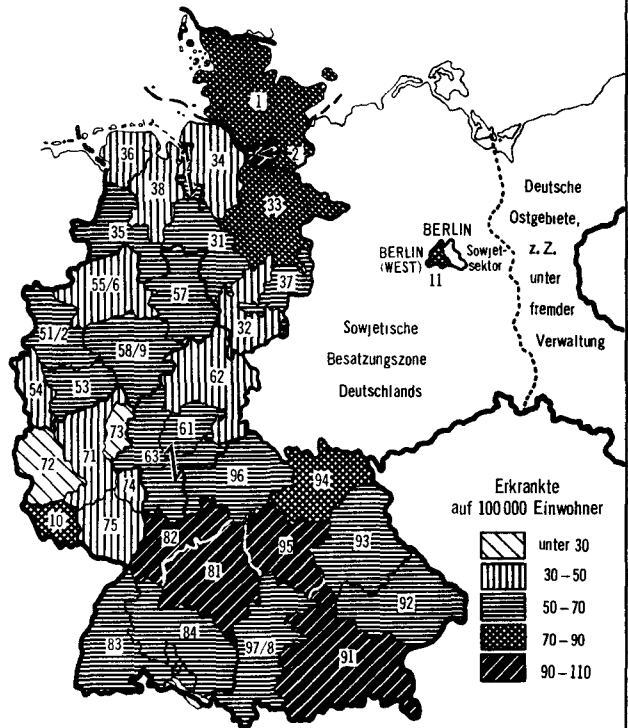 1
2
36
34
38
33
35
31
57
37
55/6
32
51/2
58/9
62
54
53
61
73
71
63
72
74
96
94
10
75
82
95
93
81
92
83
84
97/8
91
BERLIN
BERLIN
(WEST)
Sowjet-
sektor
11
Deutsche
Ostgebiete,
z. Z.
unter
fremder
Verwaltung
Sowjetische
Besatzungszone
Deutschlands
Erkrankte
auf 100 000 Einwohner
unter 30
30-50
50-70
70-90
90-110